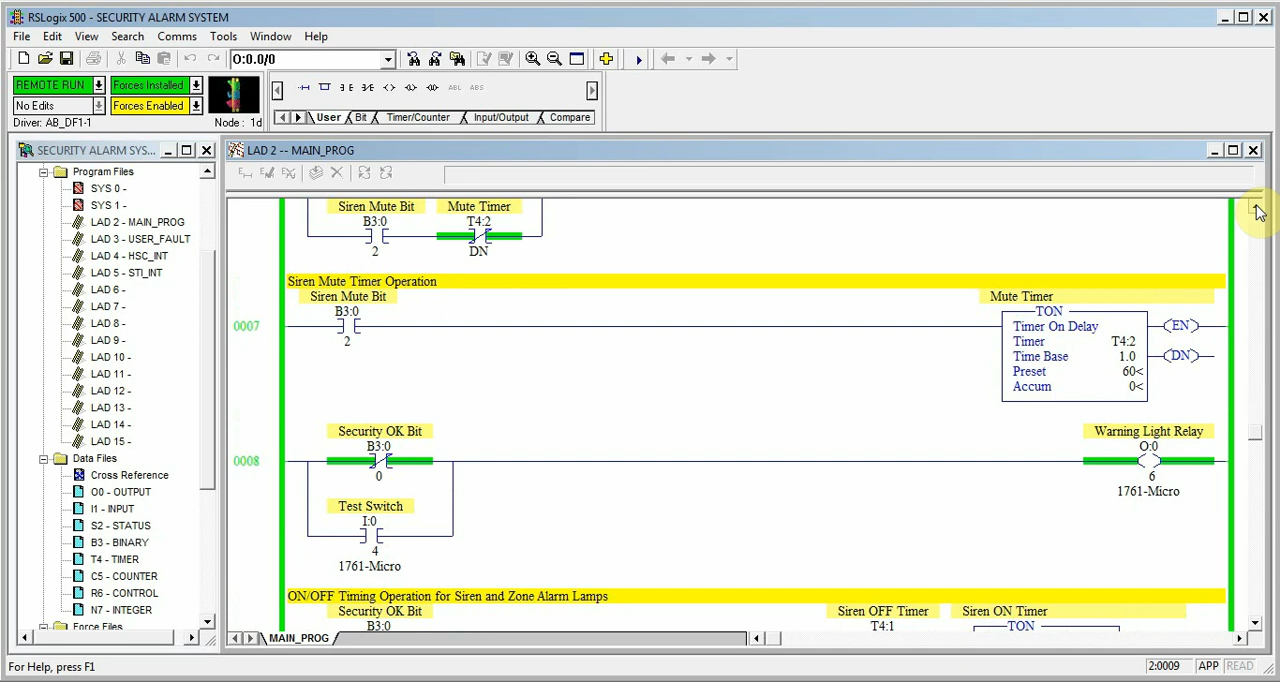 RSLogix 500 - SECURITY ALARM SYSTEM
File Edit View Search Comms Tools Window Help
O:0.0/0
REMOTE RUN Forces Installed
No Edits Forces Enabled
Driver: AB_DF1-1 Node : 1d
ABL ABS
User Bit Timer/Counter Input/Output Compare
SECURITY ALARM SYS...
Program Files
SYS 0 -
SYS 1 -
LAD 2 - MAIN_PROG
LAD 3 - USER_FAULT
LAD 4 - HSC_INT
LAD 5 - STI_INT
LAD 6 -
LAD 7 -
LAD 8 -
LAD 9 -
LAD 10 -
LAD 11 -
LAD 12 -
LAD 13 -
LAD 14 -
LAD 15 -
Data Files
Cross Reference
O0 - OUTPUT
I1 - INPUT
S2 - STATUS
B3 - BINARY
T4 - TIMER
C5 - COUNTER
R6 - CONTROL
N7 - INTEGER
Force Files
LAD 2 -- MAIN_PROG
Siren Mute Bit Mute Timer
B3:0 T4:2
2 DN
Siren Mute Timer Operation
Siren Mute Bit Mute Timer
B3:0 TON
0007 Timer On Delay EN
2 Timer T4:2
Time Base 1.0 DN
Preset 60<
Accum 0<
Security OK Bit Warning Light Relay
B3:0 O:0
0008
0 6
1761-Micro
Test Switch
I:0
4
1761-Micro
ON/OFF Timing Operation for Siren and Zone Alarm Lamps
Security OK Bit Siren OFF Timer Siren ON Timer
B3:0 T4:1 TON
MAIN_PROG
For Help, press F1 2:0009 APP READ